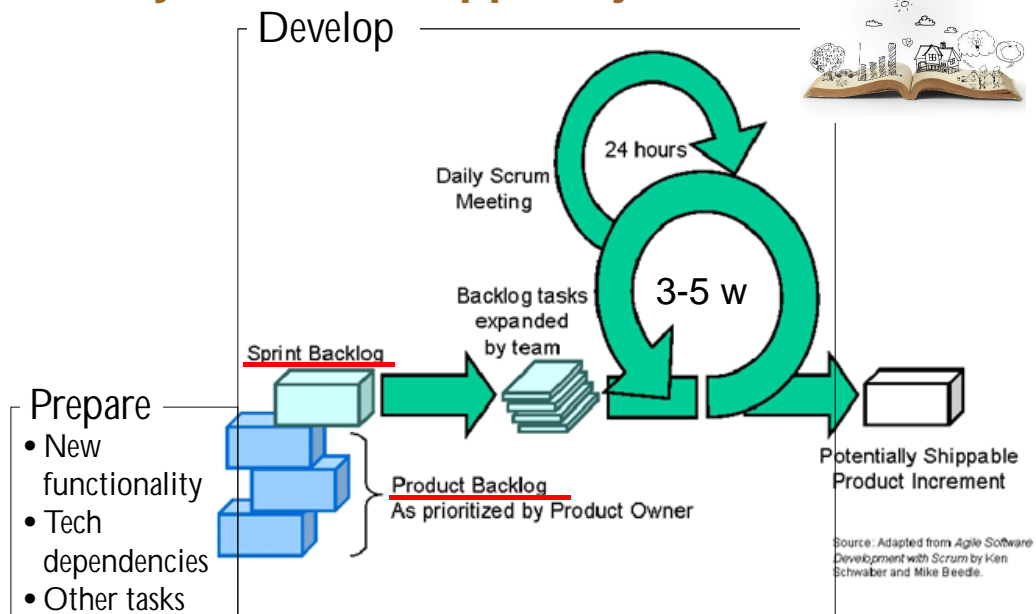 Develop
24 hours
Daily Scrum
Meeting
3-5 w
Backlog tasks
expanded
by team
Sprint Backlog
Prepare
• New
functionality
• Tech
dependencies
• Other tasks
Product Backlog
As prioritized by Product Owner
Potentially Shippable
Product Increment
Source: Adapted from Agile Software
Development with Scrum by Ken
Schwaber and Mike Beedle.